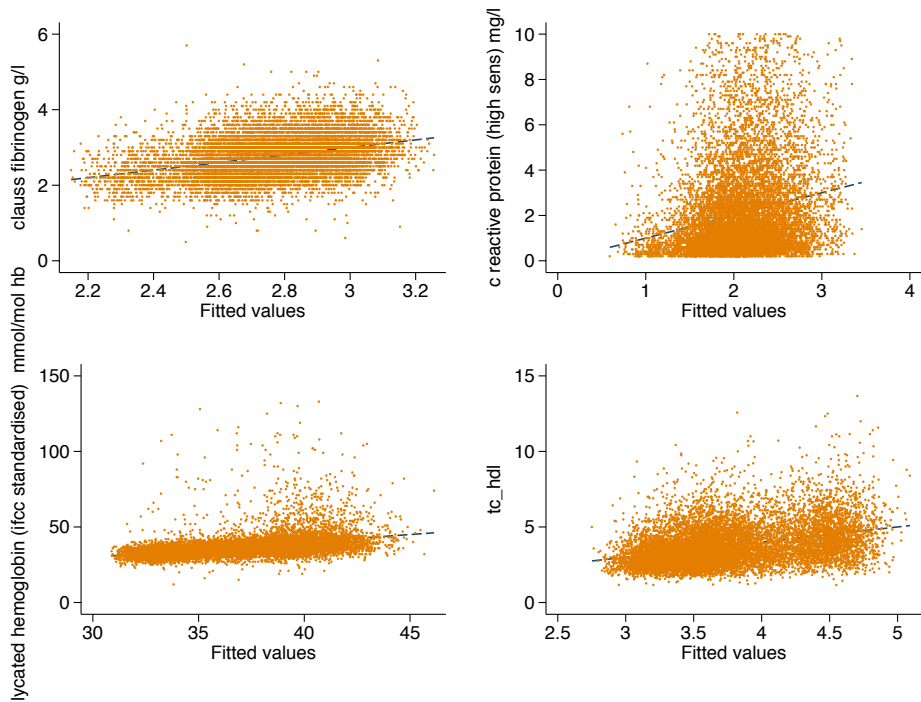 clauss fibrinogen g/l
6
4
2
0
2.2 2.4 2.6 2.8 3 3.2
Fitted values
c reactive protein (high sens) mg/l
10
8
6
4
2
0
0 1 2 3 4
Fitted values
lycated hemoglobin (ifcc standardised) mmol/mol hb
150
100
50
0
30 35 40 45
Fitted values
tc_hdl
15
10
5
0
2.5 3 3.5 4 4.5 5
Fitted values